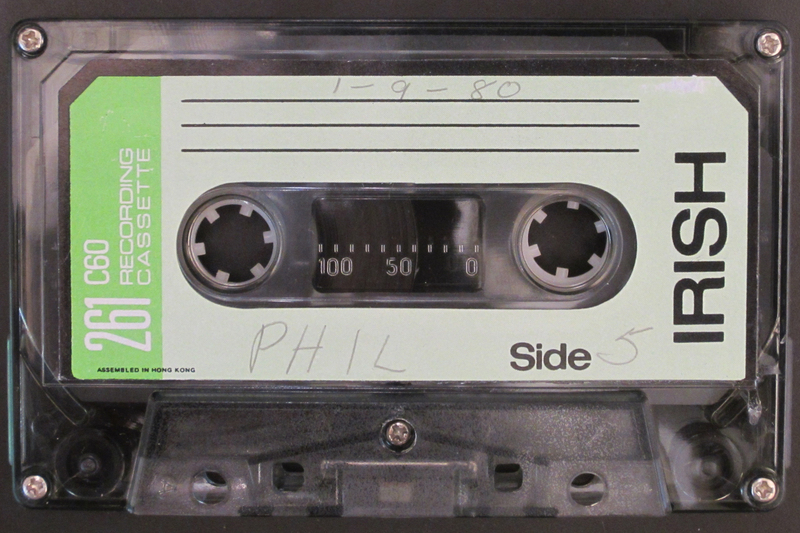 1-9-80
261 C60
RECORDING
CASSETTE
100 50 0
PHIL
Side 5
ASSEMBLED IN HONG KONG
IRISH